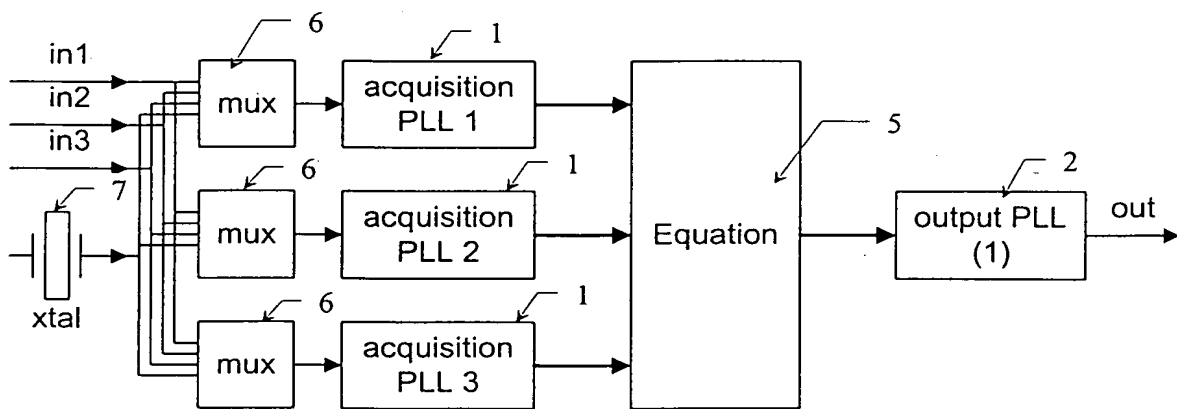 6
1
in1
mux
acquisition
PLL 1
in2
in3
5
7
6
1
2
mux
acquisition
PLL 2
Equation
output PLL
(1)
out
xtal
6
1
mux
acquisition
PLL 3